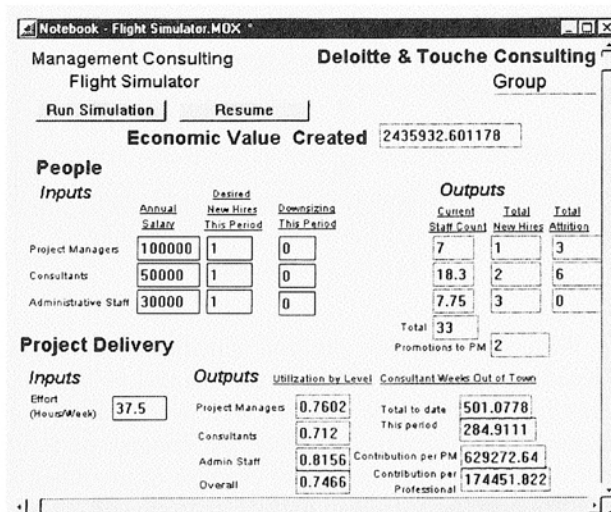 Notebook - Flight Simulator.MOX *
Management Consulting
Flight Simulator
Deloitte & Touche Consulting
Group
Run Simulation
Resume
Economic Value Created 2435932.601178
People
Inputs
Outputs
Annual Salary
Desired New Hires This Period
Downsizing This Period
Current Staff Count
Total New Hires
Total Attrition
Project Managers 100000 1 0 7 1 3
Consultants 50000 1 0 18.3 2 6
Administrative Staff 30000 1 0 7.75 3 0
Total 33
Promotions to PM 2
Project Delivery
Inputs
Outputs
Utilization by Level
Consultant Weeks Out of Town
Effort (Hours/Week) 37.5
Project Managers 0.7602
Total to date 501.0778
Consultants 0.712
This period 284.9111
Admin Staff 0.8156
Contribution per PM 629272.64
Overall 0.7466
Contribution per Professional 174451.822